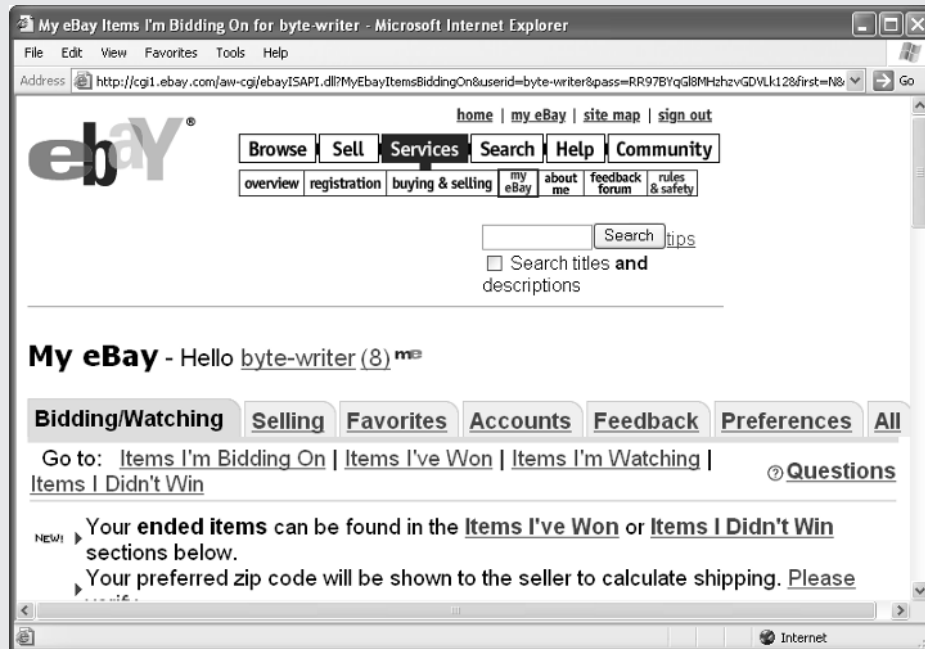 My eBay Items I'm Bidding On for byte-writer - Microsoft Internet Explorer
File Edit View Favorites Tools Help
Address http://cgi1.ebay.com/aw-cgi/ebayISAPI.dll?MyEbayItemsBiddingOn&userid=byte-writer&pass=RR97BYqGl8MHzhzvGDVLk12&first=N& Go
home | my eBay | site map | sign out
ebaY®
Browse Sell Services Search Help Community
overview registration buying & selling my eBay about me feedback forum rules & safety
Search tips
Search titles and
descriptions
My eBay - Hello byte-writer (8) me
Bidding/Watching Selling Favorites Accounts Feedback Preferences All
Go to: Items I'm Bidding On | Items I've Won | Items I'm Watching |
Items I Didn't Win
? Questions
NEW! Your ended items can be found in the Items I've Won or Items I Didn't Win
sections below.
Your preferred zip code will be shown to the seller to calculate shipping. Please
Internet